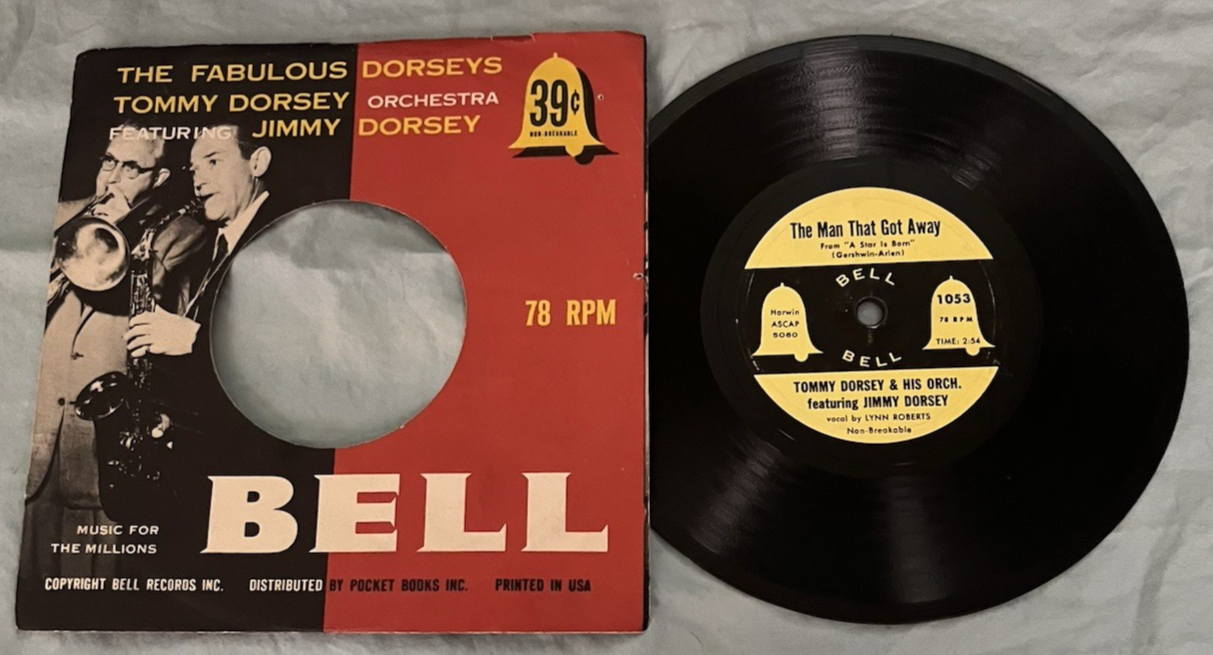 THE FABULOUS DORSEYS
TOMMY DORSEY ORCHESTRA
FEATURING JIMMY DORSEY
39¢
NON-BREAKABLE
78 RPM
BELL
MUSIC FOR
THE MILLIONS
COPYRIGHT BELL RECORDS INC. DISTRIBUTED BY POCKET BOOKS INC. PRINTED IN USA
The Man That Got Away
From "A Star Is Born"
(Gershwin-Arlen)
BELL
Harwin
ASCAP
5060
1053
78 RPM
TIME: 2:54
BELL
TOMMY DORSEY & HIS ORCH.
featuring JIMMY DORSEY
vocal by LYNN ROBERTS
Non-Breakable